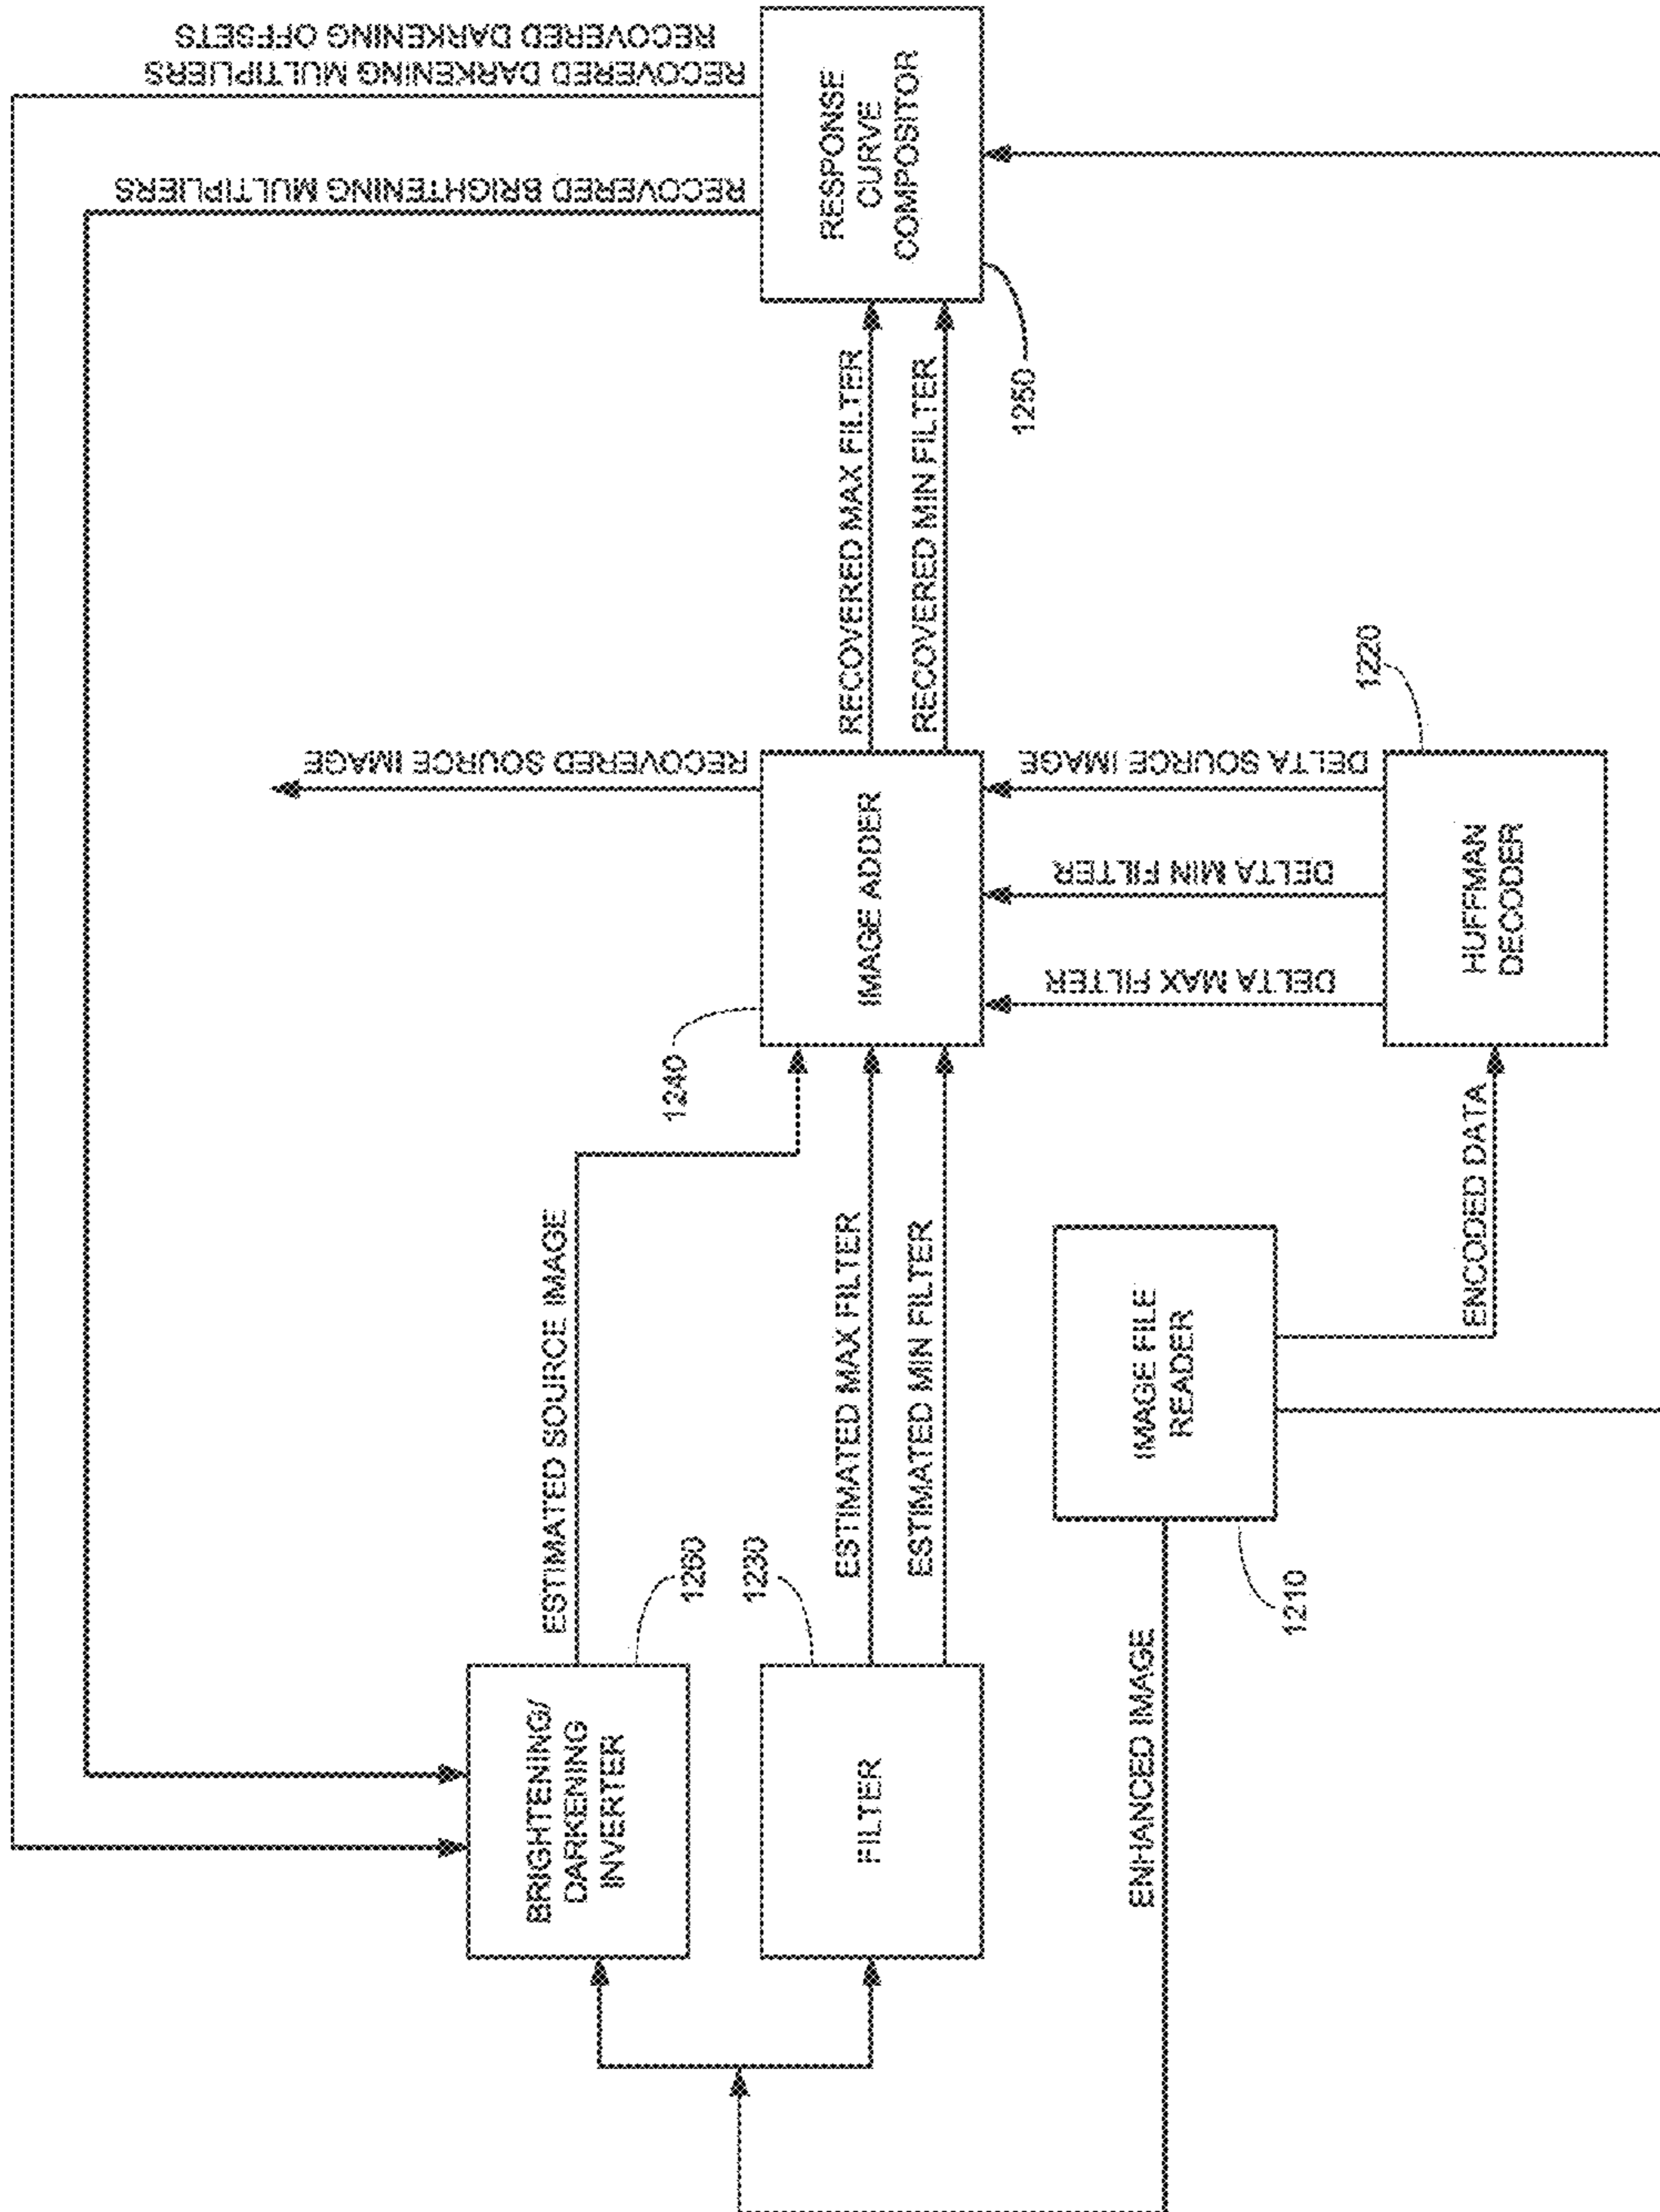 RECOVERED DARKENING OFFSETS
RECOVERED DARKENING MULTIPLIERS
RECOVERED BRIGHTENING MULTIPLIERS
BRIGHTENING/
DARKENING
INVERTER
1260
ESTIMATED SOURCE IMAGE
RECOVERED SOURCE IMAGE
FILTER
1230
ESTIMATED MAX FILTER
ESTIMATED MIN FILTER
1240
IMAGE ADDER
RECOVERED MAX FILTER
RECOVERED MIN FILTER
RESPONSE
CURVE
COMPOSITOR
1250
ENHANCED IMAGE
IMAGE FILE
READER
1210
DELTA MAX FILTER
DELTA MIN FILTER
DELTA SOURCE IMAGE
ENCODED DATA
HUFFMAN
DECODER
1220